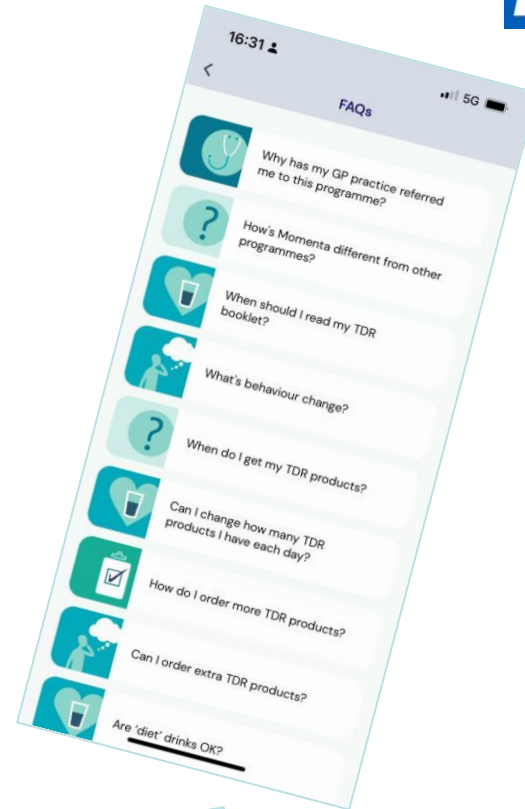 16:31
5G
FAQs
Why has my GP practice referred
me to this programme?
How's Momenta different from other
programmes?
When should I read my TDR
booklet?
What's behaviour change?
When do I get my TDR products?
Can I change how many TDR
products I have each day?
How do I order more TDR products?
Can I order extra TDR products?
Are ‘diet’ drinks OK?